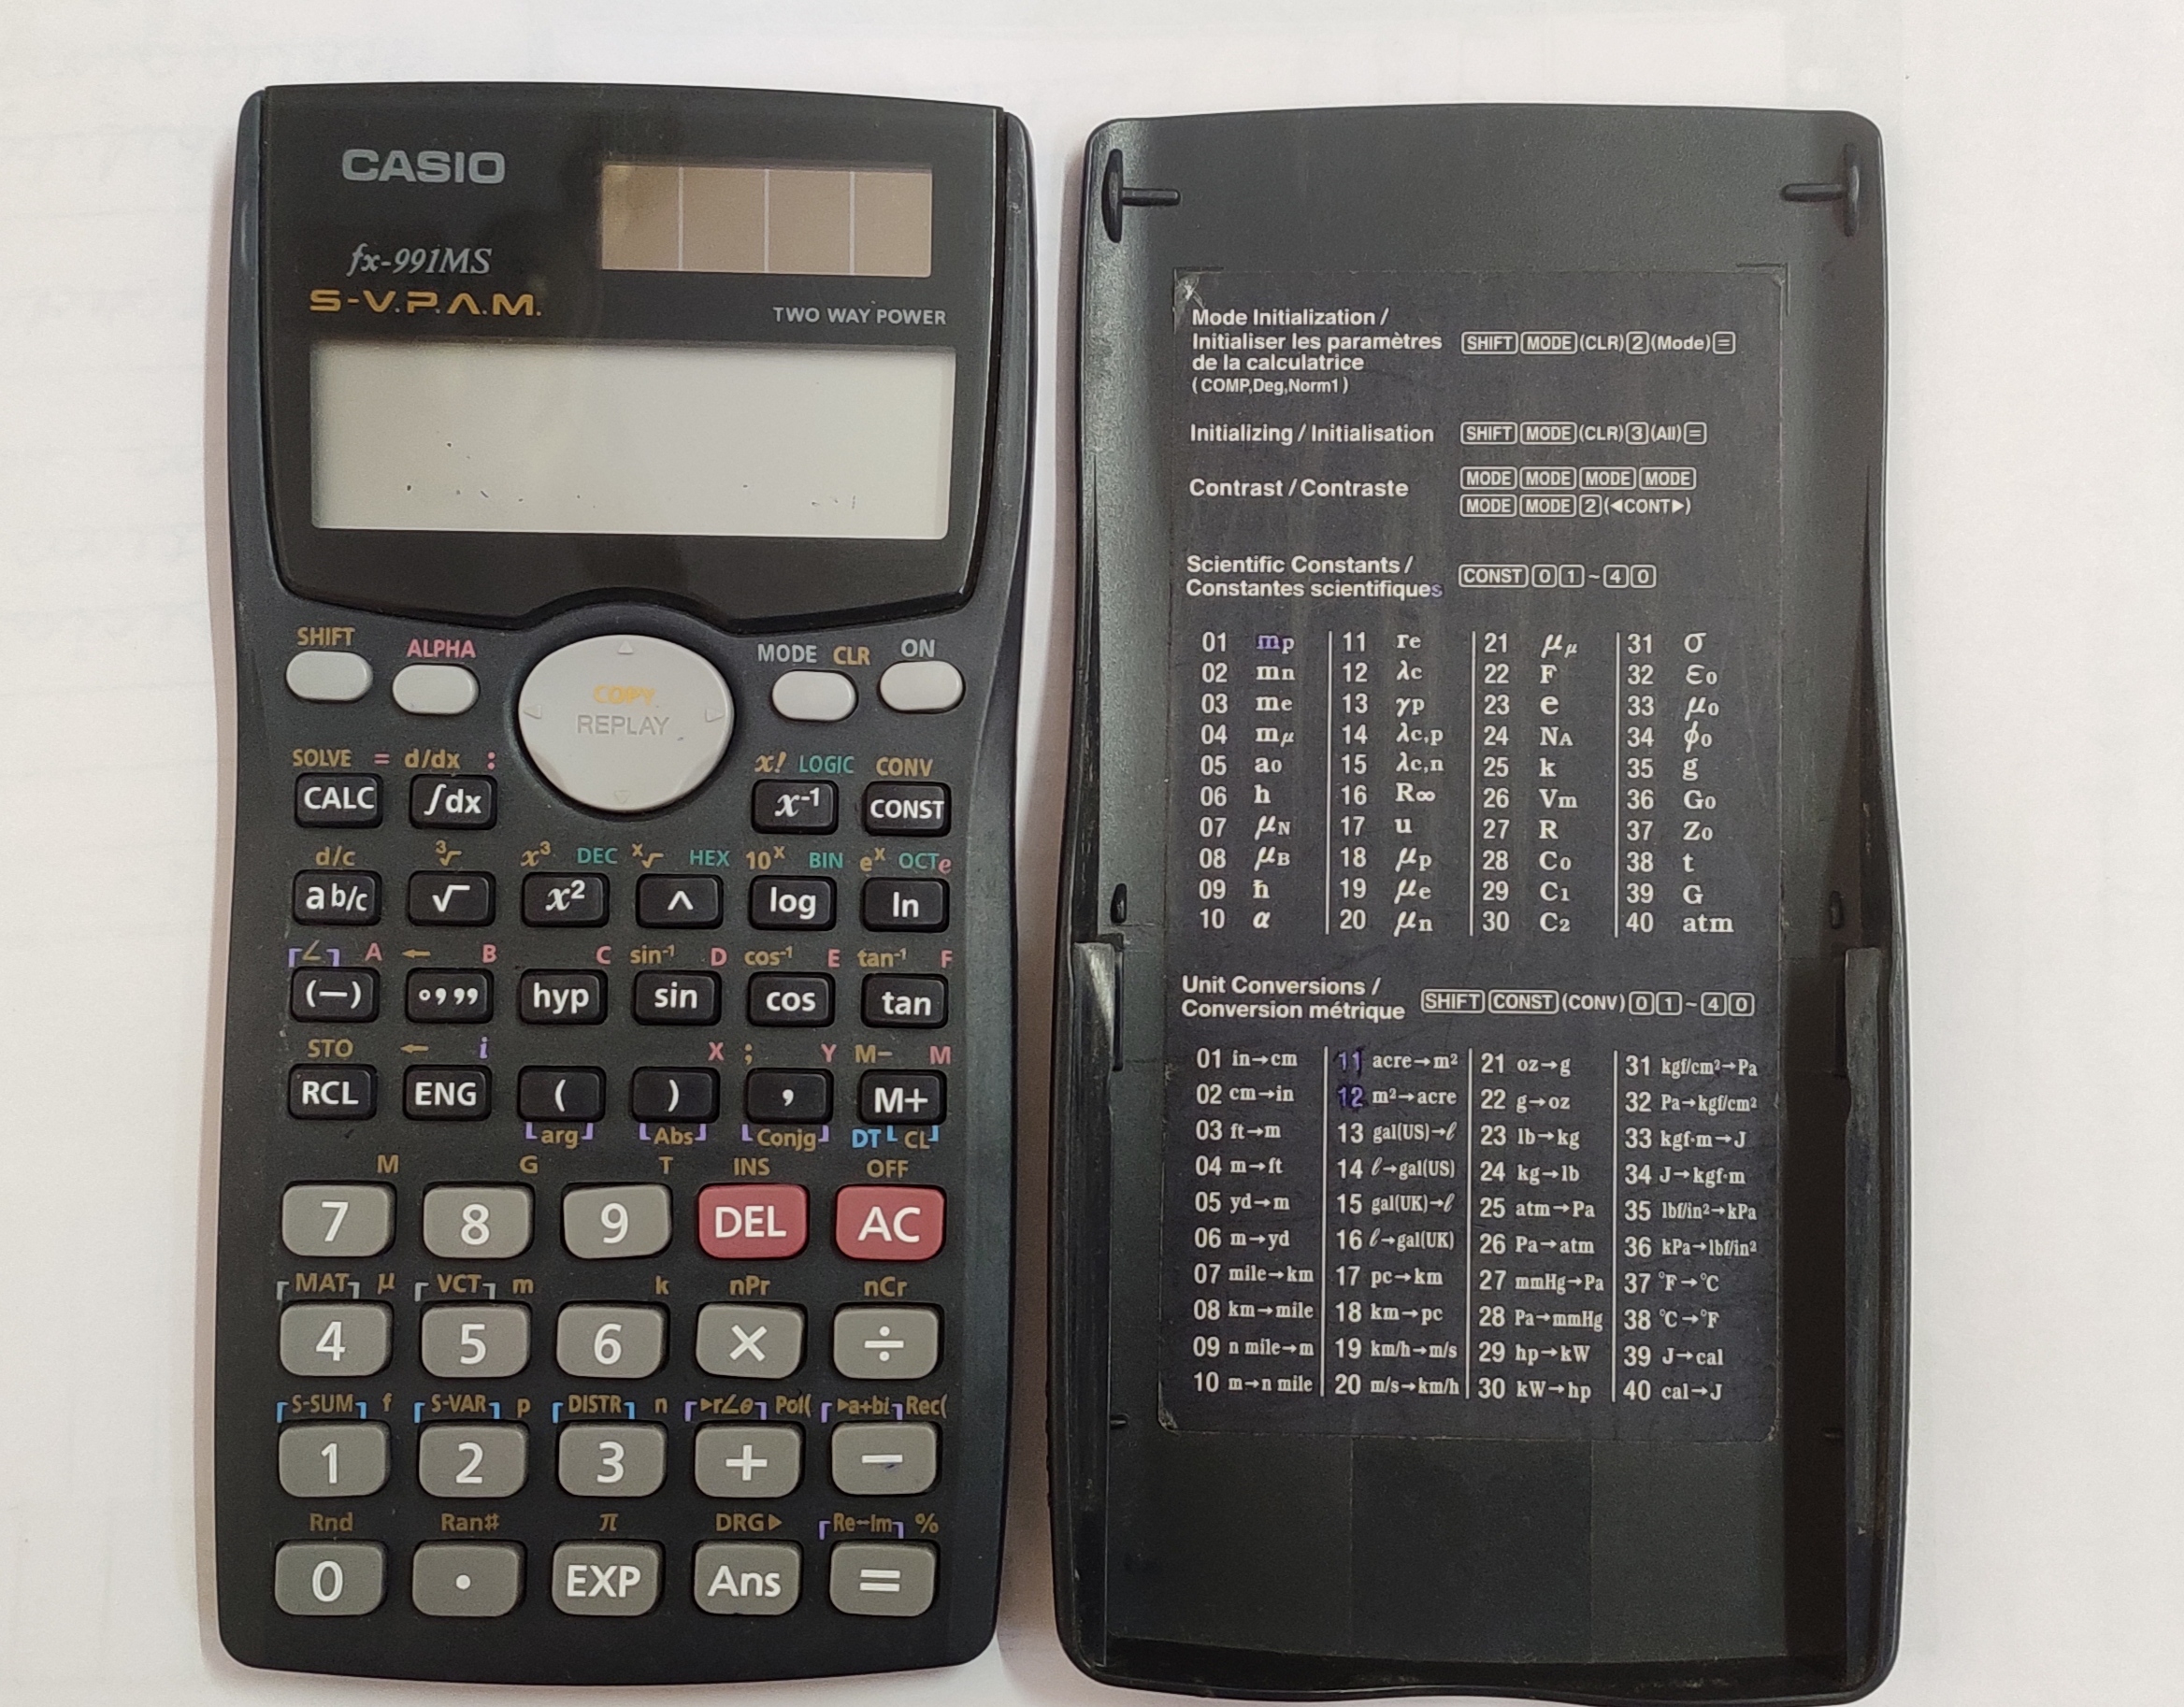 CASIO
fx-991MS
S-V.P.A.M.
TWO WAY POWER
SHIFT ALPHA MODE CLR ON
COPY
REPLAY
SOLVE = d/dx : x! LOGIC CONV
CALC ∫dx x⁻¹ CONST
d/c ³√ x³ DEC ˣ√ HEX 10ˣ BIN eˣ OCT e
a b/c √ x² ^ log ln
∠ A ← B C sin⁻¹ D cos⁻¹ E tan⁻¹ F
(−) ° ’ ’’ hyp sin cos tan
STO ← i X ; Y M− M
RCL ENG ( ) , M+
arg Abs Conjg DT CL
M G T INS OFF
7 8 9 DEL AC
MAT μ VCT m k nPr nCr
4 5 6 × ÷
S-SUM f S-VAR p DISTR n ▶r∠θ Pol( ▶a+bi Rec(
1 2 3 + −
Rnd Ran# π DRG▶ Re↔Im %
0 . EXP Ans =
Mode Initialization /
Initialiser les paramètres SHIFT MODE (CLR) 2 (Mode) =
de la calculatrice
( COMP,Deg,Norm1 )
Initializing / Initialisation SHIFT MODE (CLR) 3 (All) =
Contrast / Contraste MODE MODE MODE MODE
MODE MODE 2 (◀CONT▶)
Scientific Constants /
Constantes scientifiques CONST 0 1 ~ 4 0
01 mp 11 re 21 μμ 31 σ
02 mn 12 λc 22 F 32 ε0
03 me 13 γp 23 e 33 μ0
04 mμ 14 λc,p 24 NA 34 ϕ0
05 a0 15 λc,n 25 k 35 g
06 h 16 R∞ 26 Vm 36 G0
07 μN 17 u 27 R 37 Z0
08 μB 18 μp 28 C0 38 t
09 ħ 19 μe 29 C1 39 G
10 α 20 μn 30 C2 40 atm
Unit Conversions /
Conversion métrique SHIFT CONST (CONV) 0 1 ~ 4 0
01 in→cm 11 acre→m² 21 oz→g 31 kgf/cm²→Pa
02 cm→in 12 m²→acre 22 g→oz 32 Pa→kgf/cm²
03 ft→m 13 gal(US)→ℓ 23 lb→kg 33 kgf·m→J
04 m→ft 14 ℓ→gal(US) 24 kg→lb 34 J→kgf·m
05 yd→m 15 gal(UK)→ℓ 25 atm→Pa 35 lbf/in²→kPa
06 m→yd 16 ℓ→gal(UK) 26 Pa→atm 36 kPa→lbf/in²
07 mile→km 17 pc→km 27 mmHg→Pa 37 °F→°C
08 km→mile 18 km→pc 28 Pa→mmHg 38 °C→°F
09 n mile→m 19 km/h→m/s 29 hp→kW 39 J→cal
10 m→n mile 20 m/s→km/h 30 kW→hp 40 cal→J